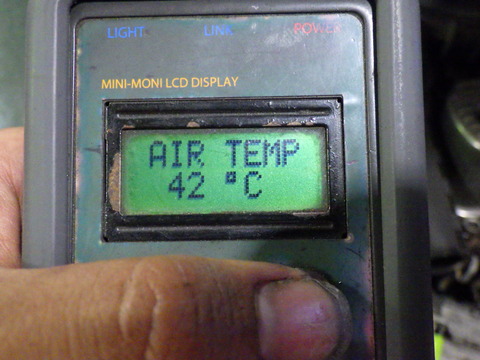 LIGHT LINK POWER
MINI-MONI LCD DISPLAY
AIR TEMP
42 °C